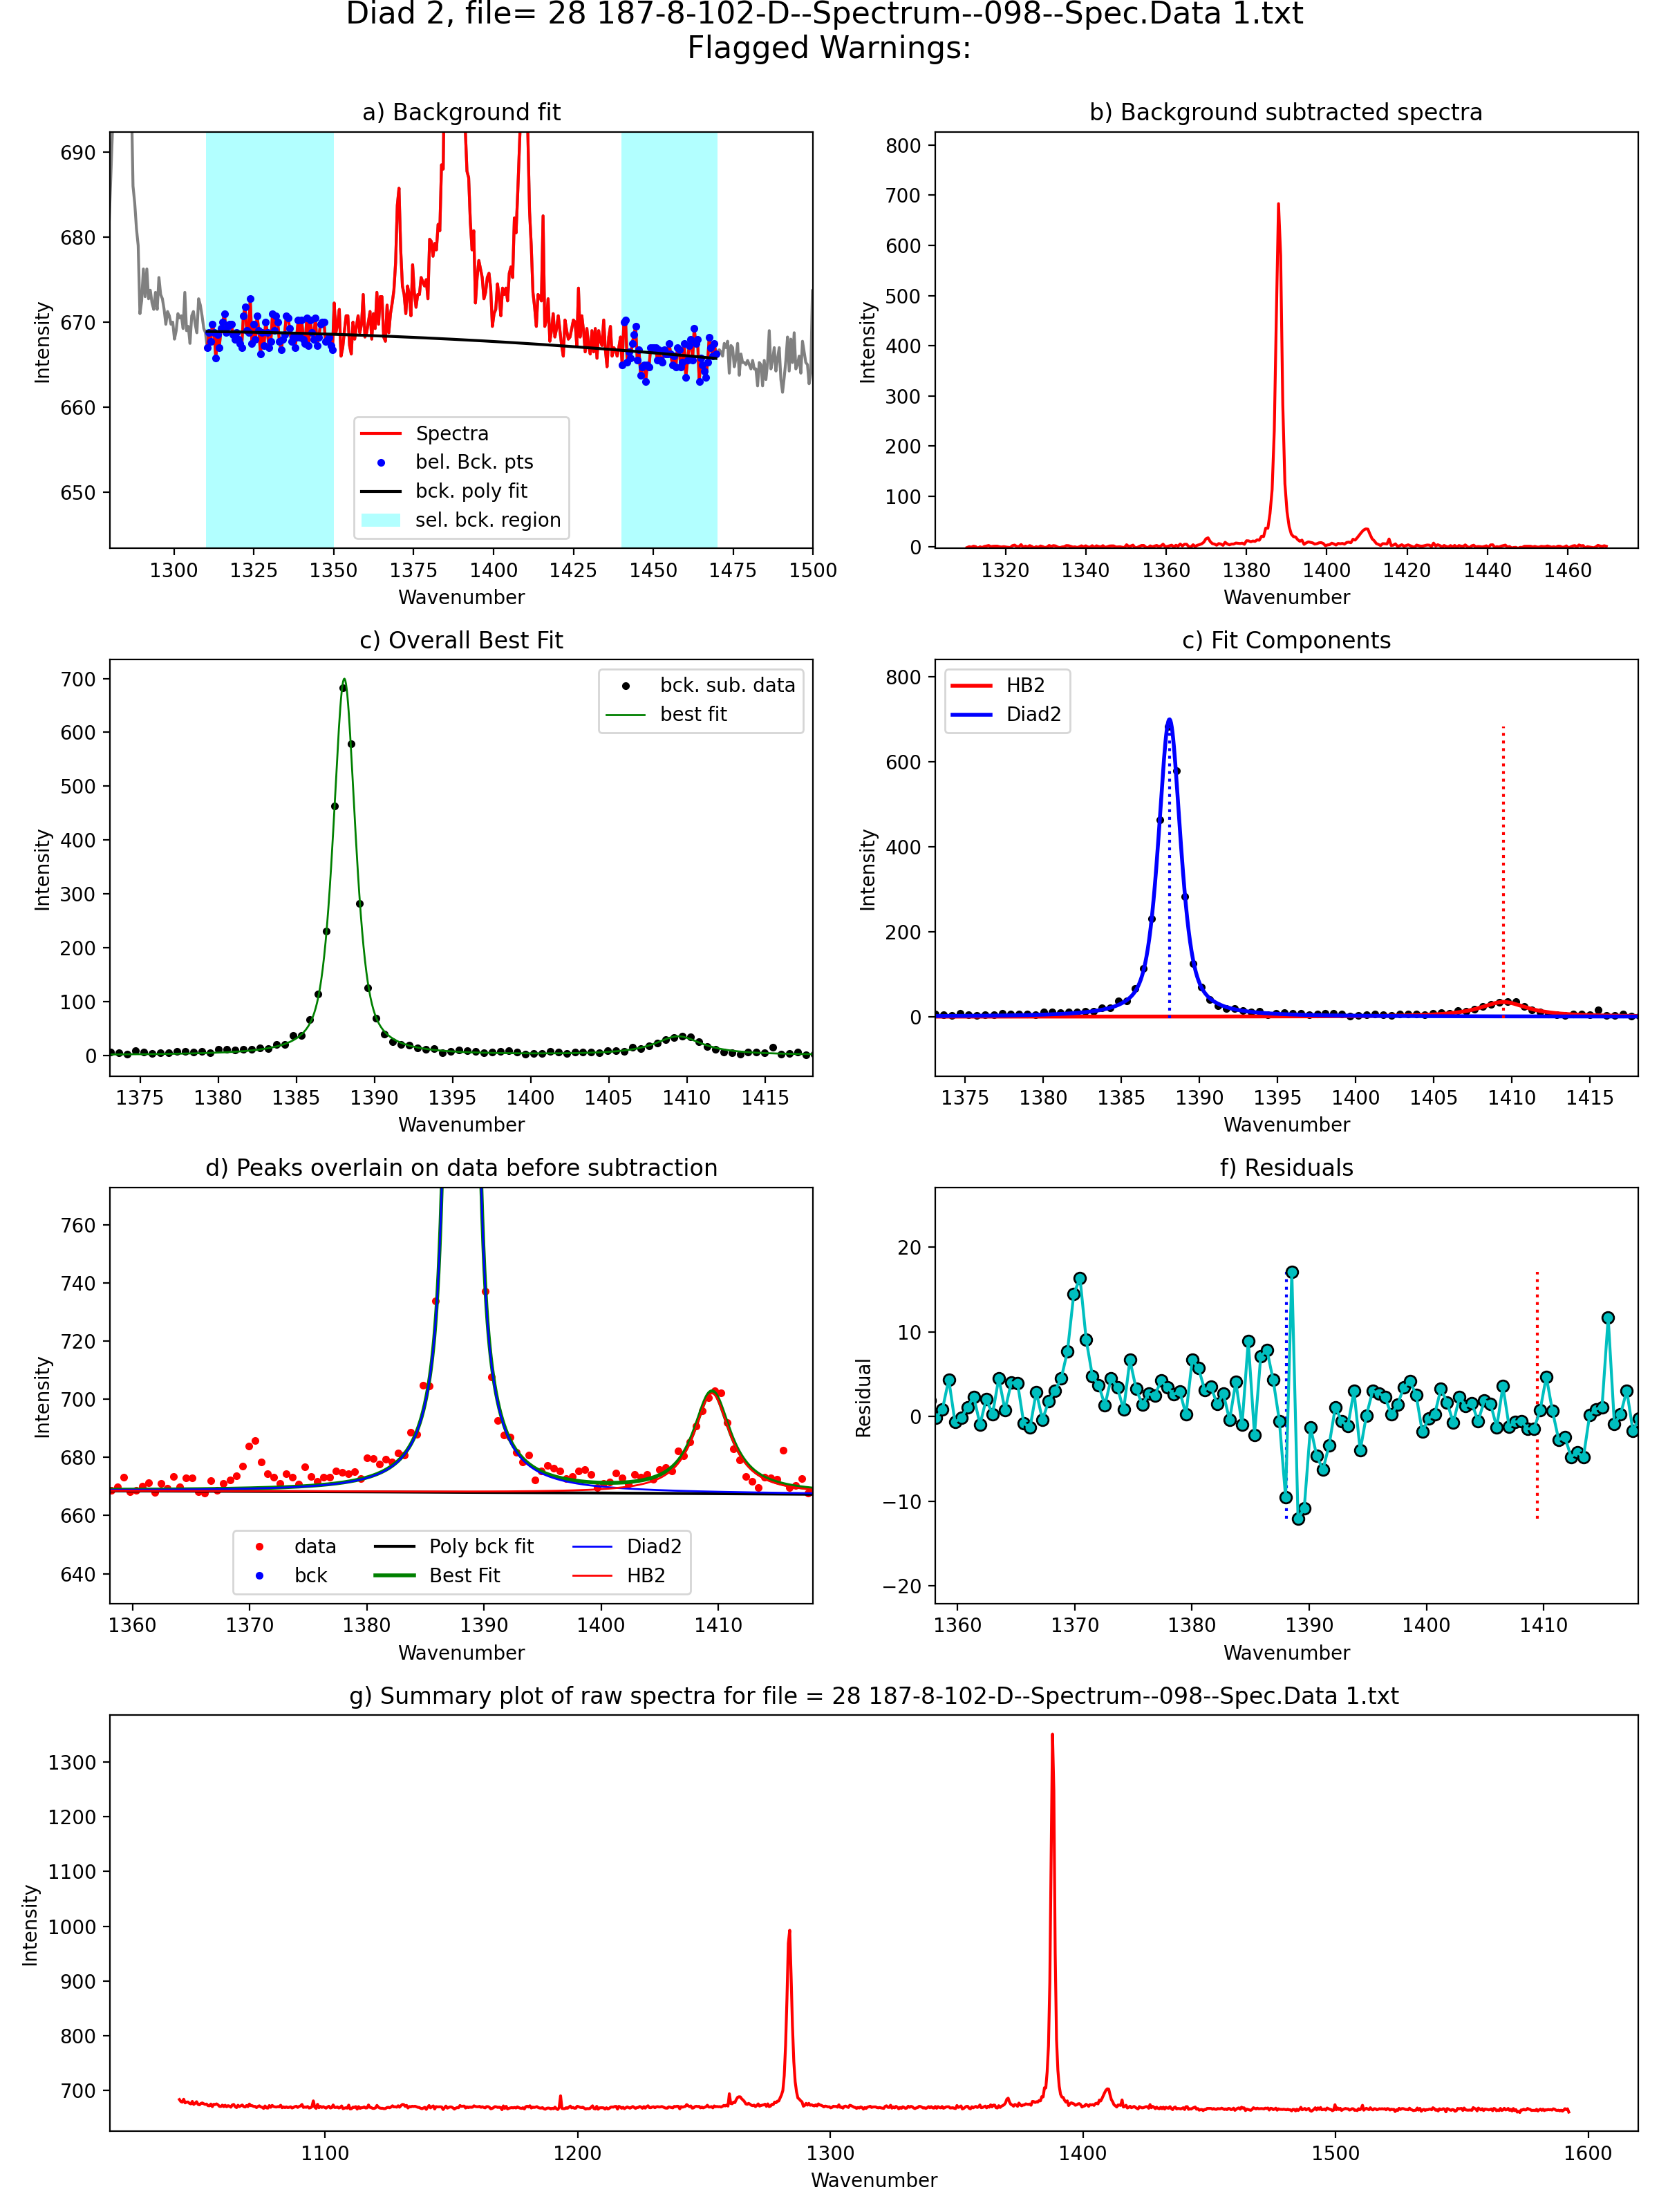 Diad 2, file= 28 187-8-102-D--Spectrum--098--Spec.Data 1.txt
Flagged Warnings:
a) Background fit
690
680
670
660
650
Intensity
Spectra
bel. Bck. pts
bck. poly fit
sel. bck. region
1300 1325 1350 1375 1400 1425 1450 1475 1500
Wavenumber
b) Background subtracted spectra
800
700
600
500
400
300
200
100
0
Intensity
1320 1340 1360 1380 1400 1420 1440 1460
Wavenumber
c) Overall Best Fit
700
600
500
400
300
200
100
0
Intensity
bck. sub. data
best fit
1375 1380 1385 1390 1395 1400 1405 1410 1415
Wavenumber
c) Fit Components
800
600
400
200
0
Intensity
HB2
Diad2
1375 1380 1385 1390 1395 1400 1405 1410 1415
Wavenumber
d) Peaks overlain on data before subtraction
760
740
720
700
680
660
640
Intensity
data
bck
Poly bck fit
Best Fit
Diad2
HB2
1360 1370 1380 1390 1400 1410
Wavenumber
f) Residuals
20
10
0
−10
−20
Residual
1360 1370 1380 1390 1400 1410
Wavenumber
g) Summary plot of raw spectra for file = 28 187-8-102-D--Spectrum--098--Spec.Data 1.txt
1300
1200
1100
1000
900
800
700
Intensity
1100 1200 1300 1400 1500 1600
Wavenumber